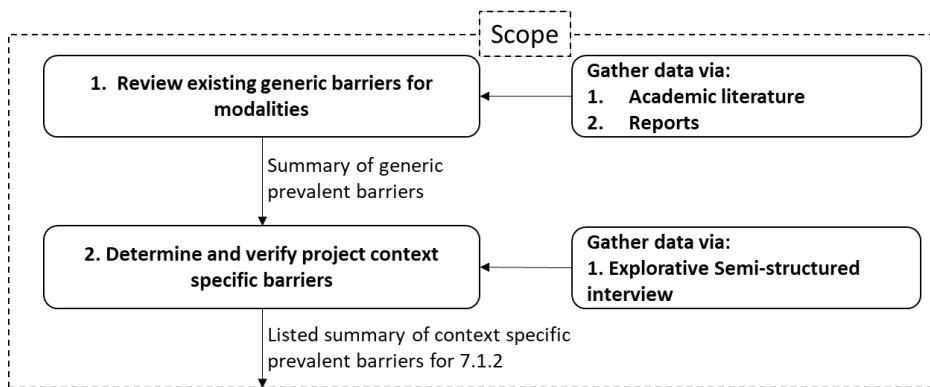 Scope
1. Review existing generic barriers for
modalities
Gather data via:
1. Academic literature
2. Reports
Summary of generic
prevalent barriers
2. Determine and verify project context
specific barriers
Gather data via:
1. Explorative Semi-structured
interview
Listed summary of context specific
prevalent barriers for 7.1.2